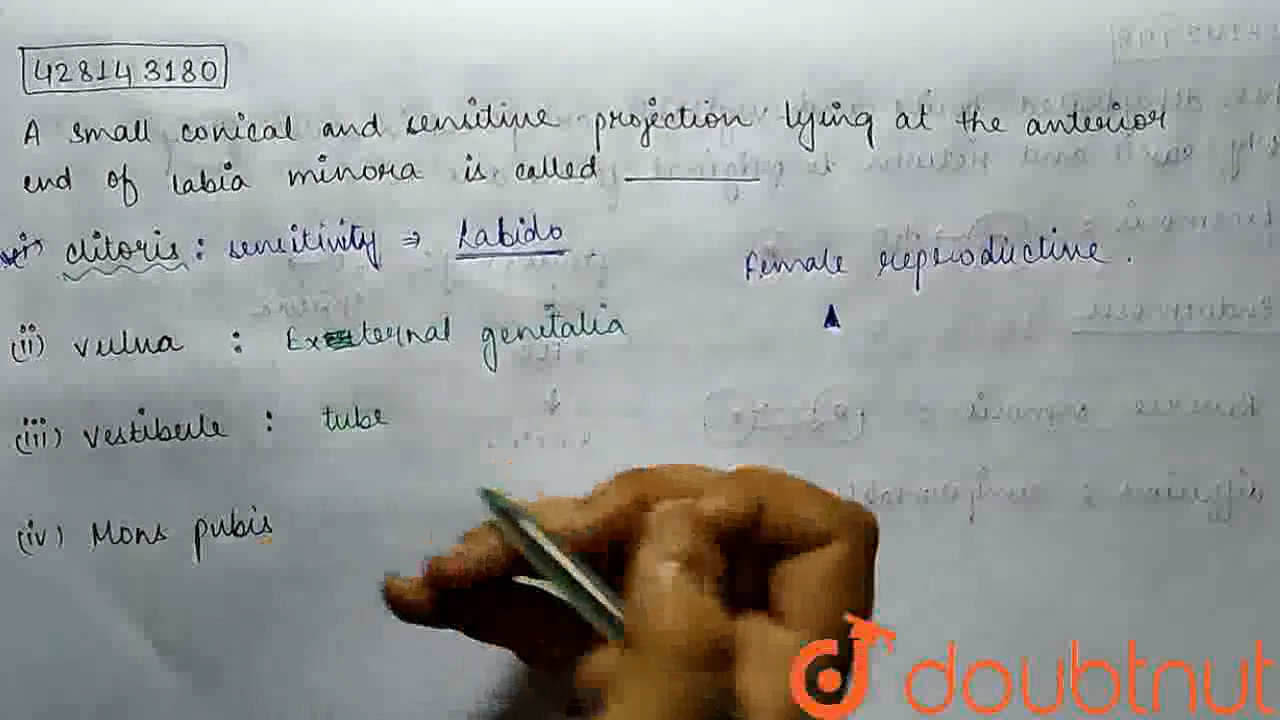 428143180
A small conical and sensitive projection lying at the anterior
end of labia minora is called ________
(i) clitoris : sensitivity ⇒ Labido
Female reproductive.
(ii) vulva : External genitalia
(iii) vestibule : tube
(iv) Mons pubis
doubtnut